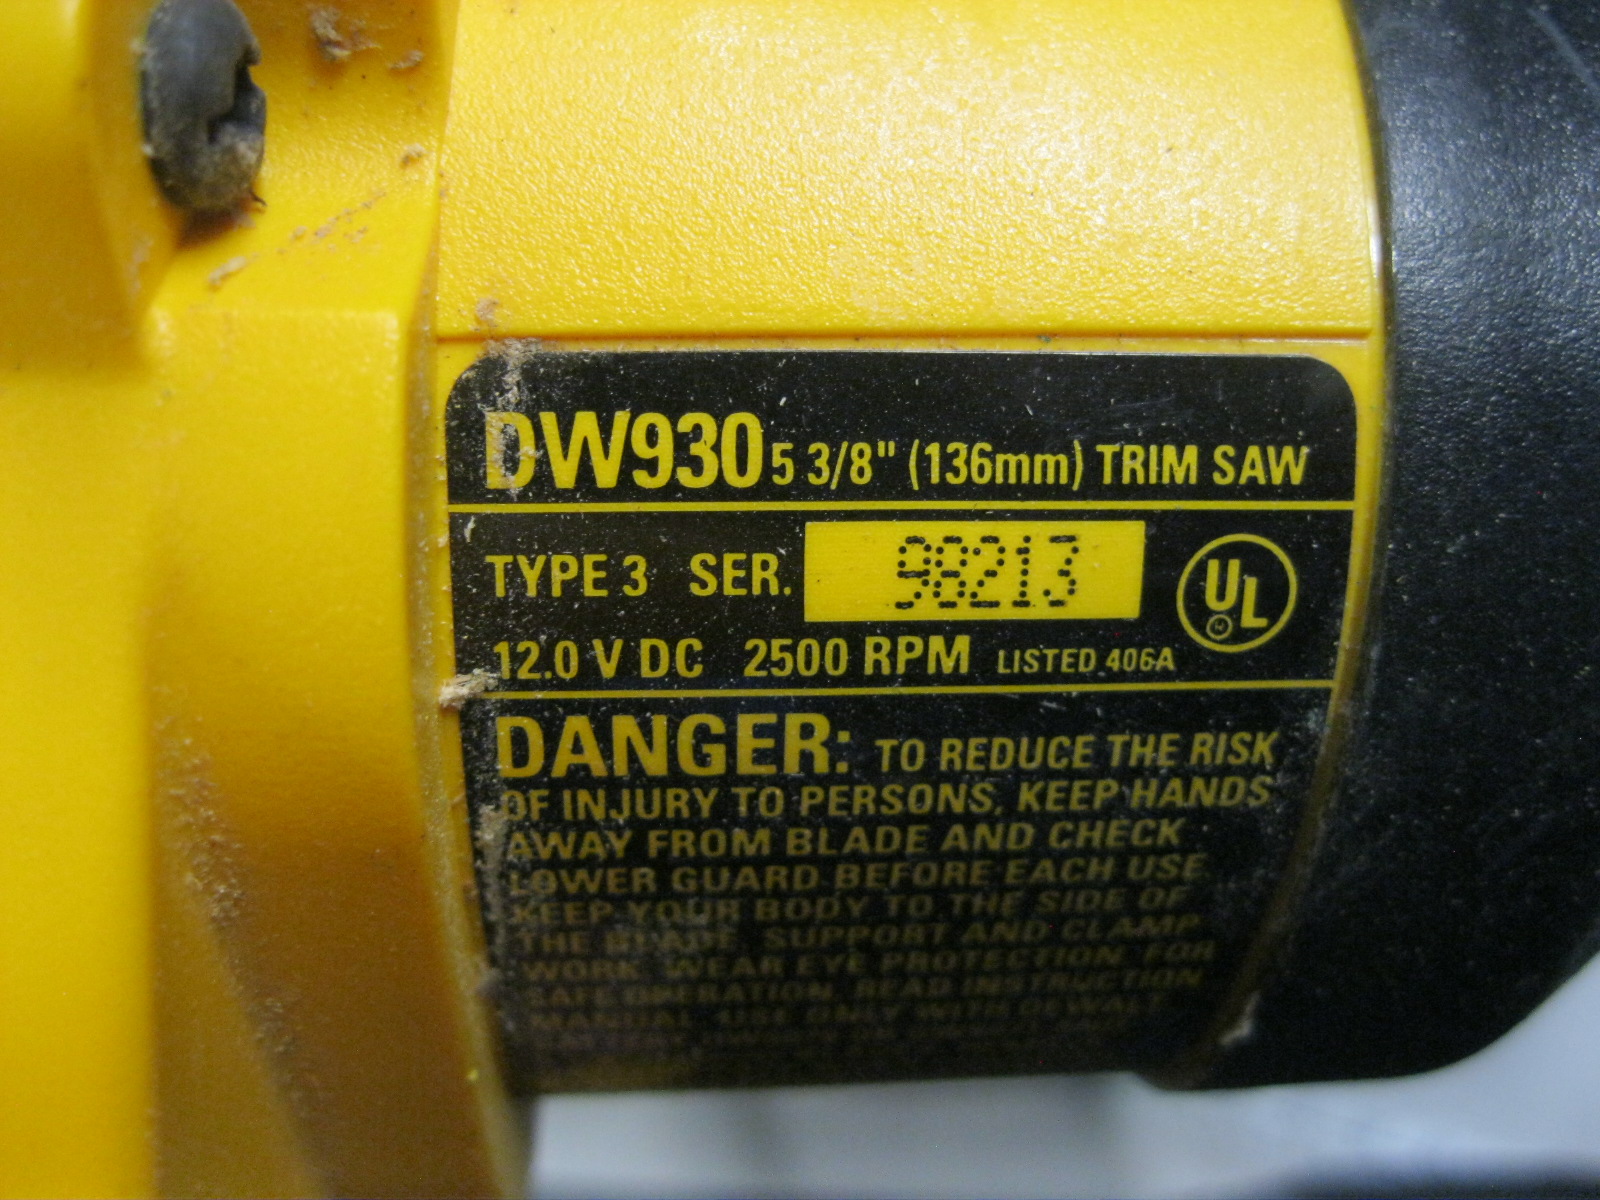 DW930 5 3/8" (136mm) TRIM SAW
TYPE 3 SER. 98213
UL
12.0 V DC 2500 RPM LISTED 406A
DANGER: TO REDUCE THE RISK
OF INJURY TO PERSONS, KEEP HANDS
AWAY FROM BLADE AND CHECK
LOWER GUARD BEFORE EACH USE.
KEEP YOUR BODY TO THE SIDE OF
THE BLADE. SUPPORT AND CLAMP
WORK. WEAR EYE PROTECTION. FOR
SAFE OPERATION, READ INSTRUCTION
MANUAL. USE ONLY WITH DEWALT